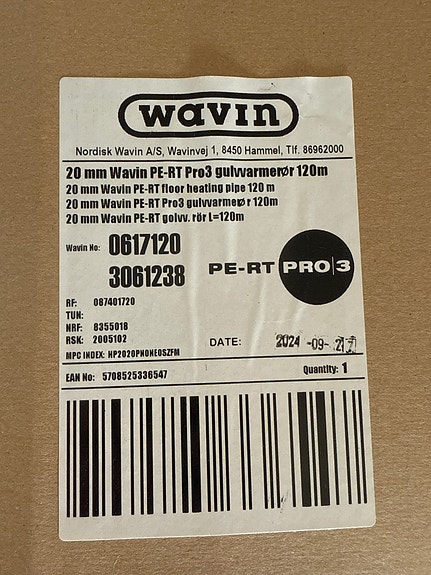 wavin
Nordisk Wavin A/S, Wavinvej 1, 8450 Hammel, Tlf. 86962000
20 mm Wavin PE-RT Pro3 gulvvarmerør 120m
20 mm Wavin PE-RT floor heating pipe 120 m
20 mm Wavin PE-RT Pro3 gulvvarmerør 120m
20 mm Wavin PE-RT golvv. rör L=120m
Wavin No: 0617120
3061238
PE-RT PRO|3
RF: 087401720
TUN:
NRF: 8355018
RSK: 2005102
DATE: 2024 -09-
MPC INDEX: HP2020PNONEOSZFM
EAN No: 5708525336547
Quantity: 1